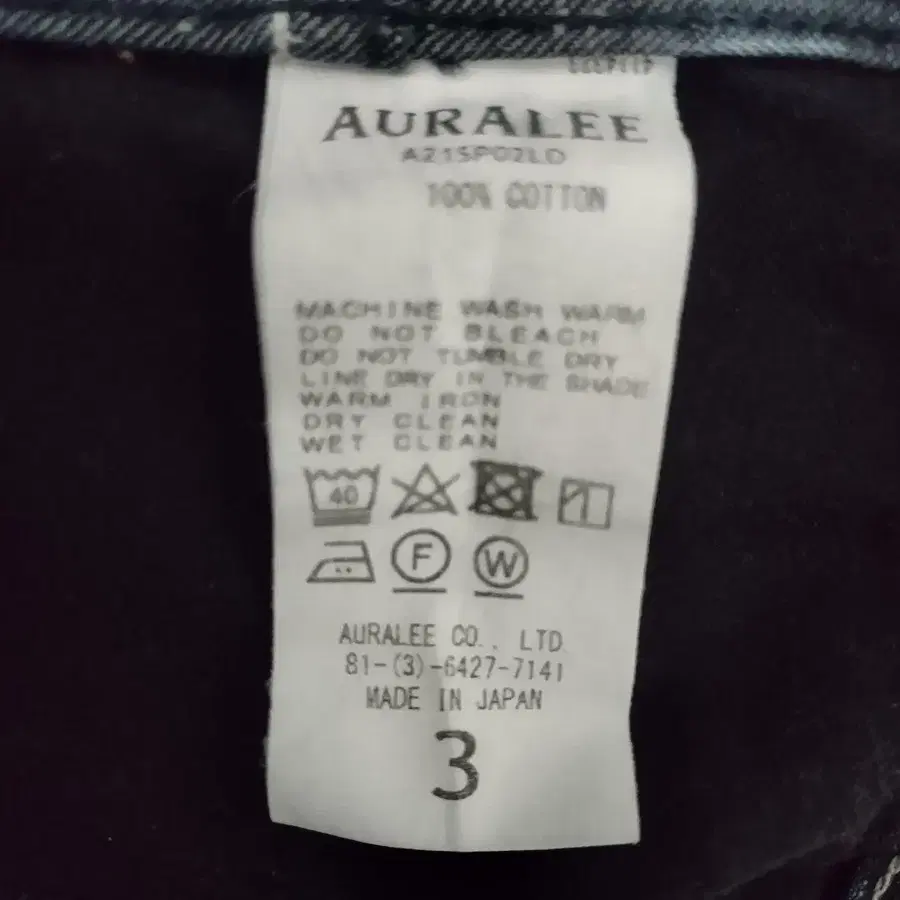 AURALEE
A21SP02LD
100% COTTON
MACHINE WASH WARM
DO NOT BLEACH
DO NOT TUMBLE DRY
LINE DRY IN THE SHADE
WARM IRON
DRY CLEAN
WET CLEAN
40
F W
AURALEE CO., LTD
81-(3)-6427-7141
MADE IN JAPAN
3